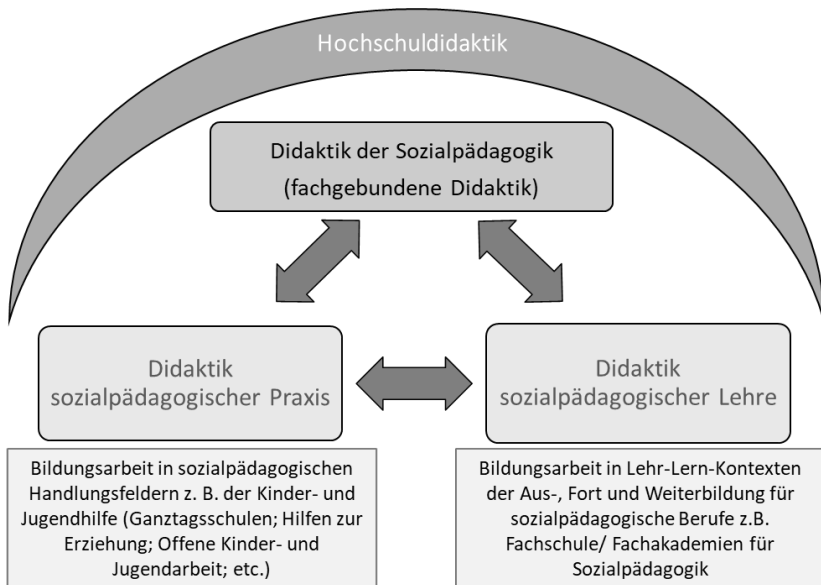 Hochschuldidaktik
Didaktik der Sozialpädagogik
(fachgebundene Didaktik)
Didaktik
sozialpädagogischer Praxis
Didaktik
sozialpädagogischer Lehre
Bildungsarbeit in sozialpädagogischen
Handlungsfeldern z. B. der Kinder- und
Jugendhilfe (Ganztagsschulen; Hilfen zur
Erziehung; Offene Kinder- und
Jugendarbeit; etc.)
Bildungsarbeit in Lehr-Lern-Kontexten
der Aus-, Fort und Weiterbildung für
sozialpädagogische Berufe z.B.
Fachschule/ Fachakademien für
Sozialpädagogik